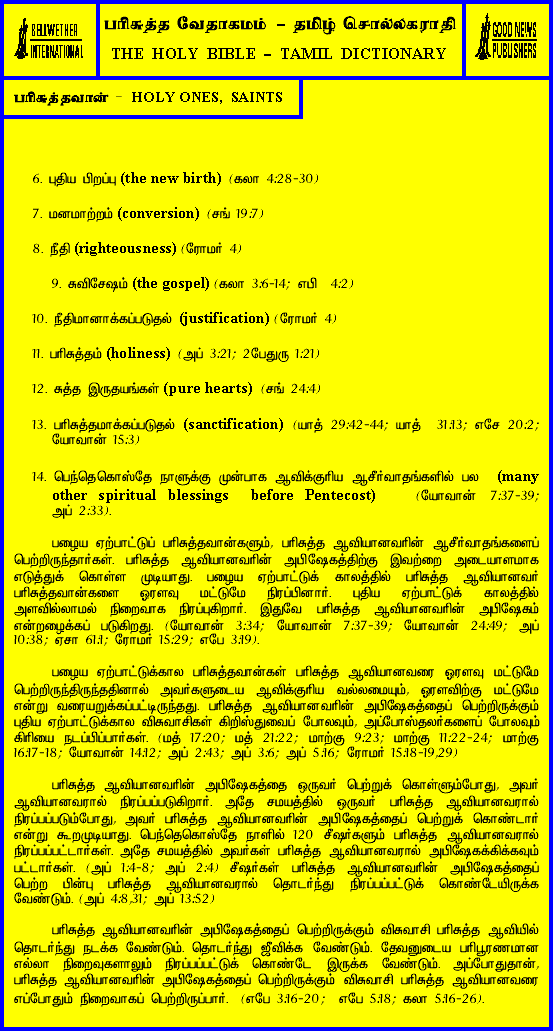 BELLWETHER
INTERNATIONAL
பரிசுத்த வேதாகமம் – தமிழ் சொல்லகராதி
THE HOLY BIBLE – TAMIL DICTIONARY
GOOD NEWS
PUBLISHERS
பரிசுத்தவான் – HOLY ONES, SAINTS
6. புதிய பிறப்பு (the new birth) (கலா 4:28-30)
7. மனமாற்றம் (conversion) (சங் 19:7)
8. நீதி (righteousness) (ரோமர் 4)
9. சுவிசேஷம் (the gospel) (கலா 3:6-14; எபி 4:2)
10. நீதிமானாக்கப்படுதல் (justification) (ரோமர் 4)
11. பரிசுத்தம் (holiness) (அப் 3:21; 2பேதுரு 1:21)
12. சுத்த இருதயங்கள் (pure hearts) (சங் 24:4)
13. பரிசுத்தமாக்கப்படுதல் (sanctification) (யாத் 29:42-44; யாத் 31:13; எசே 20:2;
யோவான் 15:3)
14. பெந்தெகொஸ்தே நாளுக்கு முன்பாக ஆவிக்குரிய ஆசீர்வாதங்களில் பல (many
other spiritual blessings before Pentecost) (யோவான் 7:37-39;
அப் 2:33).
பழைய ஏற்பாட்டுப் பரிசுத்தவான்களும், பரிசுத்த ஆவியானவரின் ஆசீர்வாதங்களைப்
பெற்றிருந்தார்கள். பரிசுத்த ஆவியானவரின் அபிஷேகத்திற்கு இவற்றை அடையாளமாக
எடுத்துக் கொள்ள முடியாது. பழைய ஏற்பாட்டுக் காலத்தில் பரிசுத்த ஆவியானவர்
பரிசுத்தவான்களை ஓரளவு மட்டுமே நிரப்பினார். புதிய ஏற்பாட்டுக் காலத்தில்
அளவில்லாமல் நிறைவாக நிரப்புகிறார். இதுவே பரிசுத்த ஆவியானவரின் அபிஷேகம்
என்றழைக்கப் படுகிறது. (யோவான் 3:34; யோவான் 7:37-39; யோவான் 24:49; அப்
10:38; ஏசா 61:1; ரோமர் 15:29; எபே 3:19).
பழைய ஏற்பாட்டுக்கால பரிசுத்தவான்கள் பரிசுத்த ஆவியானவரை ஓரளவு மட்டுமே
பெற்றிருந்திருந்ததினால் அவர்களுடைய ஆவிக்குரிய வல்லமையும், ஓரளவிற்கு மட்டுமே
என்று வரையறுக்கப்பட்டிருந்தது. பரிசுத்த ஆவியானவரின் அபிஷேகத்தைப் பெற்றிருக்கும்
புதிய ஏற்பாட்டுக்கால விசுவாசிகள் கிறிஸ்துவைப் போலவும், அப்போஸ்தலர்களைப் போலவும்
கிரியை நடப்பிப்பார்கள். (மத் 17:20; மத் 21:22; மாற்கு 9:23; மாற்கு 11:22-24; மாற்கு
16:17-18; யோவான் 14:12; அப் 2:43; அப் 3:6; அப் 5:16; ரோமர் 15:18-19,29)
பரிசுத்த ஆவியானவரின் அபிஷேகத்தை ஒருவர் பெற்றுக் கொள்ளும்போது, அவர்
ஆவியானவரால் நிரப்பப்படுகிறார். அதே சமயத்தில் ஒருவர் பரிசுத்த ஆவியானவரால்
நிரப்பப்படும்போது, அவர் பரிசுத்த ஆவியானவரின் அபிஷேகத்தைப் பெற்றுக் கொண்டார்
என்று கூறமுடியாது. பெந்தெகொஸ்தே நாளில் 120 சீஷர்களும் பரிசுத்த ஆவியானவரால்
நிரப்பப்பட்டார்கள். அதே சமயத்தில் அவர்கள் பரிசுத்த ஆவியானவரால் அபிஷேகக்கிக்கவும்
பட்டார்கள். (அப் 1:4-8; அப் 2:4) சீஷர்கள் பரிசுத்த ஆவியானவரின் அபிஷேகத்தைப்
பெற்ற பின்பு பரிசுத்த ஆவியானவரால் தொடர்ந்து நிரப்பப்பட்டுக் கொண்டேயிருக்க
வேண்டும். (அப் 4:8,31; அப் 13:52)
பரிசுத்த ஆவியானவரின் அபிஷேகத்தைப் பெற்றிருக்கும் விசுவாசி பரிசுத்த ஆவியில்
தொடர்ந்து நடக்க வேண்டும். தொடர்ந்து ஜீவிக்க வேண்டும். தேவனுடைய பரிபூரணமான
எல்லா நிறைவுகளாலும் நிரப்பப்பட்டுக் கொண்டே இருக்க வேண்டும். அப்போதுதான்,
பரிசுத்த ஆவியானவரின் அபிஷேகத்தைப் பெற்றிருக்கும் விசுவாசி பரிசுத்த ஆவியானவரை
எப்போதும் நிறைவாகப் பெற்றிருப்பார். (எபே 3:16-20; எபே 5:18; கலா 5:16-26).